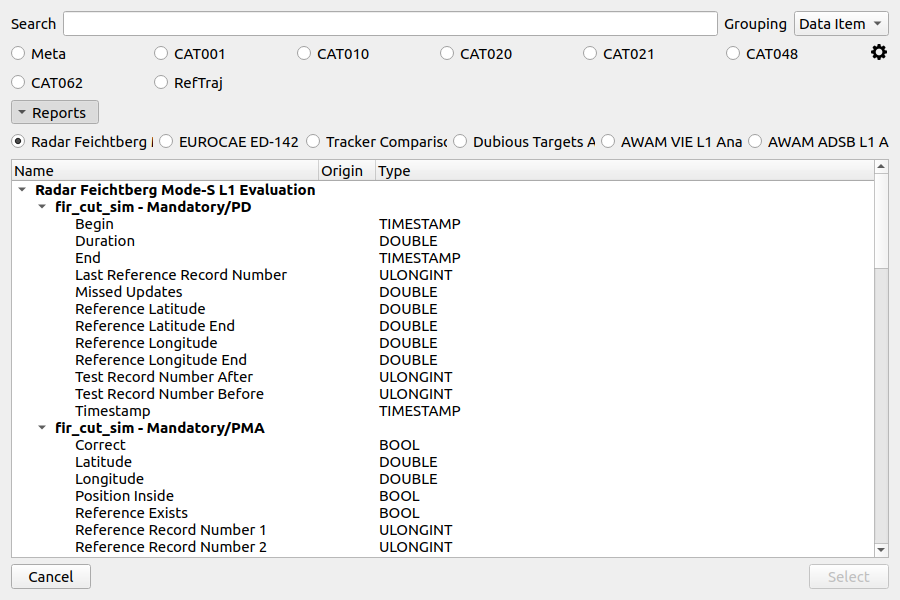 Search Grouping Data Item
Meta CAT001 CAT010 CAT020 CAT021 CAT048
CAT062 RefTraj
Reports
Radar Feichtberg EUROCAE ED-142 Tracker Comparisc Dubious Targets A AWAM VIE L1 Ana AWAM ADSB L1 A
Name Origin Type
Radar Feichtberg Mode-S L1 Evaluation
fir_cut_sim - Mandatory/PD
Begin TIMESTAMP
Duration DOUBLE
End TIMESTAMP
Last Reference Record Number ULONGINT
Missed Updates DOUBLE
Reference Latitude DOUBLE
Reference Latitude End DOUBLE
Reference Longitude DOUBLE
Reference Longitude End DOUBLE
Test Record Number After ULONGINT
Test Record Number Before ULONGINT
Timestamp TIMESTAMP
fir_cut_sim - Mandatory/PMA
Correct BOOL
Latitude DOUBLE
Longitude DOUBLE
Position Inside BOOL
Reference Exists BOOL
Reference Record Number 1 ULONGINT
Reference Record Number 2 ULONGINT
Cancel Select